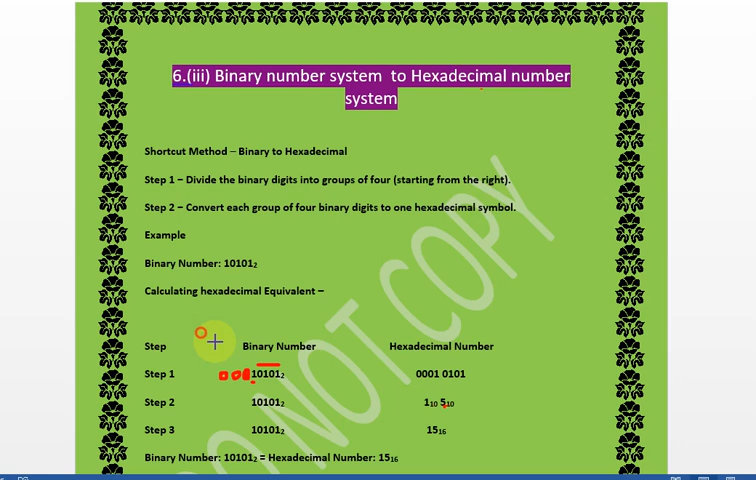 6.(iii) Binary number system to Hexadecimal number
system
Shortcut Method – Binary to Hexadecimal
Step 1 – Divide the binary digits into groups of four (starting from the right).
Step 2 – Convert each group of four binary digits to one hexadecimal symbol.
Example
Binary Number: 10101₂
Calculating hexadecimal Equivalent –
Step Binary Number Hexadecimal Number
Step 1 000 10101₂ 0001 0101
Step 2 10101₂ 1₁₀ 5₁₀
Step 3 10101₂ 15₁₆
Binary Number: 10101₂ = Hexadecimal Number: 15₁₆
DO NOT COPY